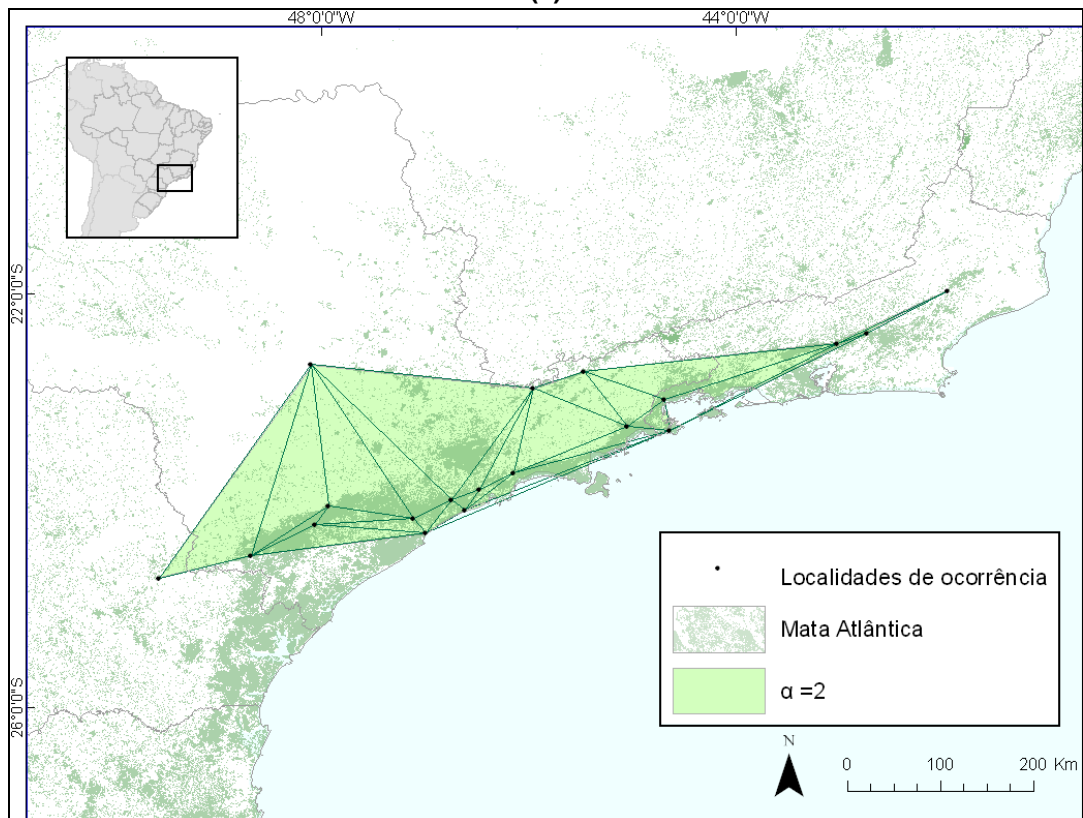 48°0'0"W 44°0'0"W
22°0'0"S
26°0'0"S
Localidades de ocorrência
Mata Atlântica
α =2
N
0 100 200 Km